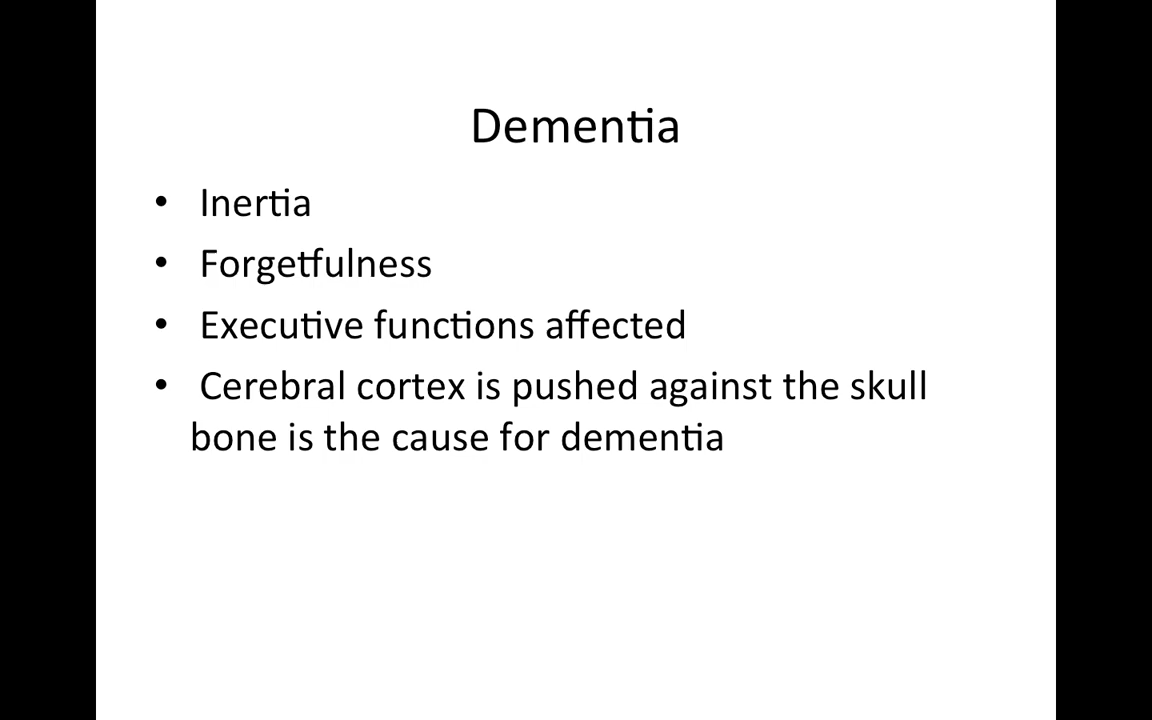 Dementia
• Inertia
• Forgetfulness
• Executive functions affected
• Cerebral cortex is pushed against the skull
bone is the cause for dementia